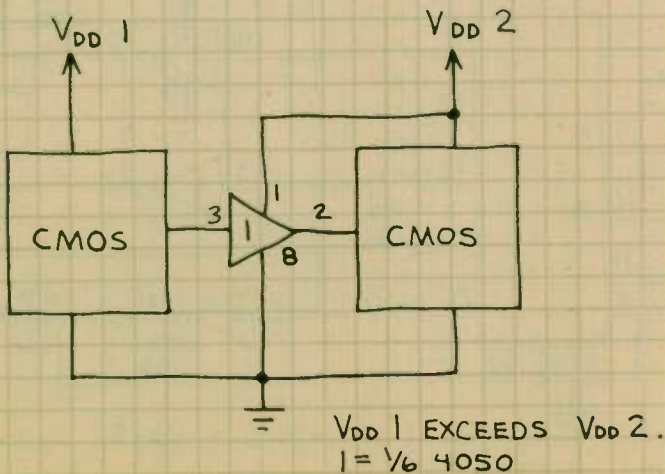 VDD 1
VDD 2
CMOS
3
1
1
8
2
CMOS
VDD 1 EXCEEDS VDD 2.
1 = 1/6 4050